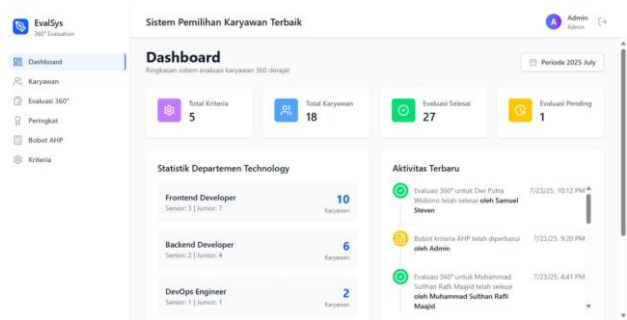 EvalSys
360° Evaluation
Dashboard
Karyawan
Evaluasi 360°
Peringkat
Bobot AHP
Kriteria
Sistem Pemilihan Karyawan Terbaik
A
Admin
Admin
Dashboard
Ringkasan sistem evaluasi karyawan 360 derajat
Periode 2025 July
Total Kriteria
5
Total Karyawan
18
Evaluasi Selesai
27
Evaluasi Pending
1
Statistik Departemen Technology
Frontend Developer
Senior: 3 | Junior: 7
10
Karyawan
Backend Developer
Senior: 2 | Junior: 4
6
Karyawan
DevOps Engineer
Senior: 1 | Junior: 1
2
Karyawan
Aktivitas Terbaru
Evaluasi 360° untuk Dwi Putra
Widiono telah selesai oleh Samuel
Steven
7/23/25, 10:12 PM
Bobot kriteria AHP telah diperbarui
oleh Admin
7/23/25, 9:20 PM
Evaluasi 360° untuk Muhammad
Sulthan Rafli Maajid telah selesai
oleh Muhammad Sulthan Rafli
Maajid
7/23/25, 4:41 PM